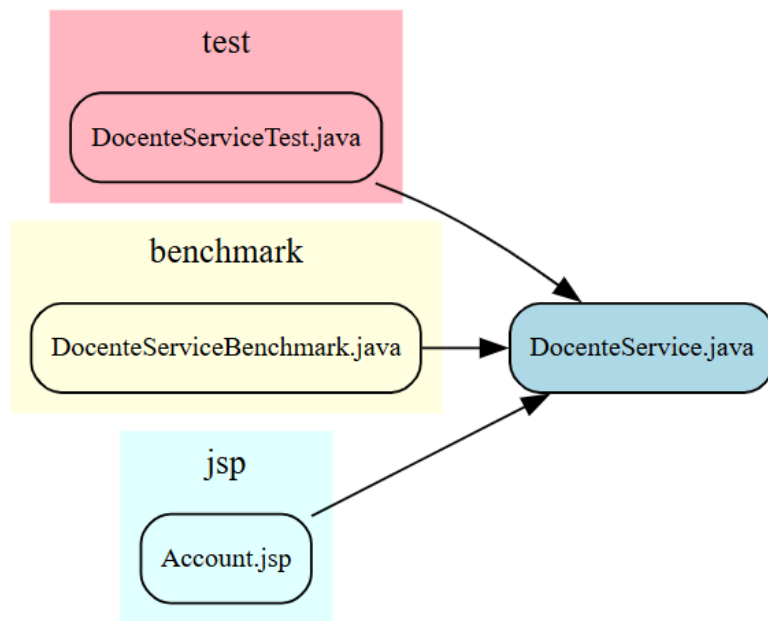 test
DocenteServiceTest.java
benchmark
DocenteServiceBenchmark.java
DocenteService.java
jsp
Account.jsp